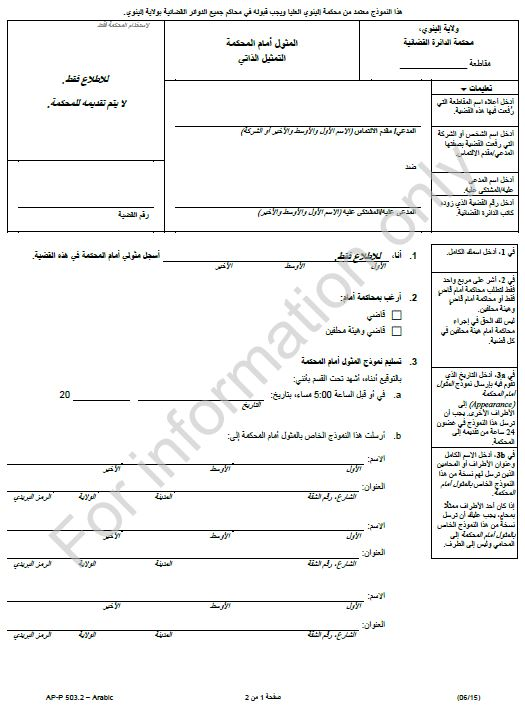 هذا النموذج معتمد من محكمة إلينوي العليا ويجب قبوله في محاكم جميع الدوائر القضائية بولاية إلينوي.
ولاية إلينوي،
محكمة الدائرة القضائية
مقاطعة
المثول أمام المحكمة
التمثيل الذاتي
لاستخدام المحكمة فقط
للاطلاع فقط.
لا يتم تقديمه للمحكمة.
تعليمات
أدخل أعلاه اسم المقاطعة التي
رفعت فيها هذه القضية.
أدخل اسم الشخص أو الشركة
التي رفعت القضية بصفتها
المدعي/مقدم الالتماس.
أدخل اسم المدعى
عليه/المشتكى عليه.
أدخل رقم القضية الذي زوده
كاتب الدائرة القضائية.
المدعي/ مقدم الالتماس (الاسم الأول والأوسط والأخير أو الشركة)
ضد
المدعى عليه/المشتكى عليه (الاسم الأول والأوسط والأخير)
رقم القضية
في 1، أدخل اسمك الكامل.
في 2، أشر على مربع واحد
فقط لتطلب محاكمة أمام قاضٍ
فقط أو محاكمة أمام قاضٍ
وهيئة محلفين.
ليس لك الحق في إجراء
محاكمة أمام هيئة محلفين في
كل قضية.
في 3a، أدخل التاريخ الذي
تقوم فيه بإرسال نموذج المثول
أمام المحكمة
(Appearance) إلى
الأطراف الأخرى. يجب أن
ترسل هذا النموذج في غضون
24 ساعة من تقديمه إلى
المحكمة.
في 3b، أدخل الاسم الكامل
وعنوان الأطراف أو المحامين
الذين ترسل لهم نسخة من هذا
النموذج الخاص بالمثول أمام
المحكمة.
إذا كان أحد الأطراف ممثلًا
بمحامٍ، يجب عليك أن ترسل
نسخة من هذا النموذج الخاص
بالمثول أمام المحكمة إلى
المحامي وليس إلى الطرف.
1. أنا، للاطلاع فقط أسجل مثولي أمام المحكمة في هذه القضية.
الأول الأوسط الأخير
2. أرغب بمحاكمة أمام:
قاضي
قاضي وهيئة محلفين
3. تسليم نموذج المثول أمام المحكمة
بالتوقيع أدناه، أشهد تحت القسم بأنني:
a. في أو قبل الساعة 5:00 مساء، بتاريخ: 20
b. أرسلت هذا النموذج الخاص بالمثول أمام المحكمة إلى:
الاسم:
الأول الأوسط الأخير
العنوان:
الشارع، رقم الشقة المدينة الولاية الرمز البريدي
الاسم:
الأول الأوسط الأخير
العنوان:
الشارع، رقم الشقة المدينة الولاية الرمز البريدي
الاسم:
الأول الأوسط الأخير
العنوان:
الشارع، رقم الشقة المدينة الولاية الرمز البريدي
For information only
AP-P 503.2 – Arabic
صفحة 1 من 2
(06/15)